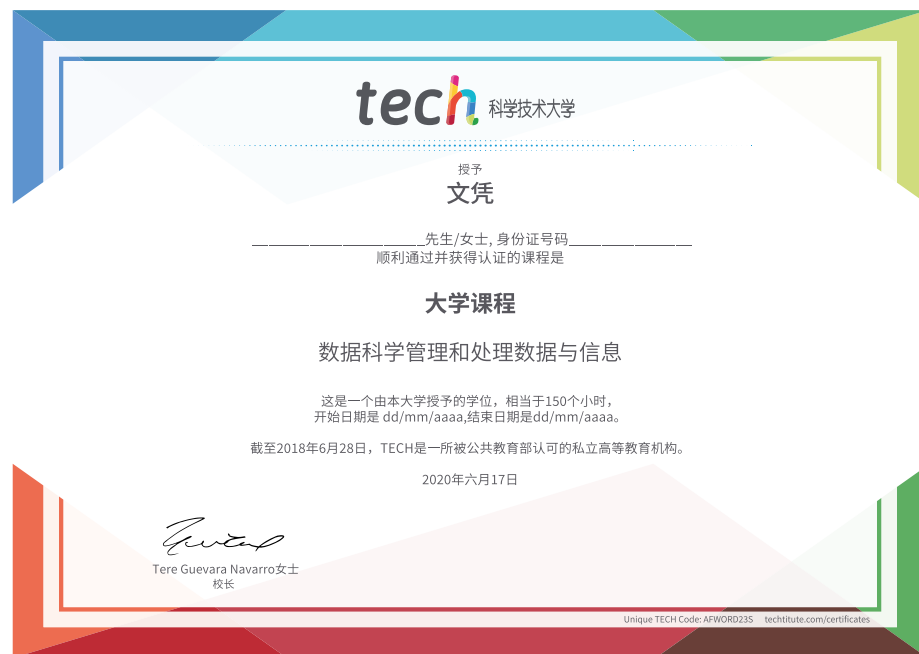 tech 科学技术大学
授予
文凭
_______________________先生/女士, 身份证号码________________
顺利通过并获得认证的课程是
大学课程
数据科学管理和处理数据与信息
这是一个由本大学授予的学位，相当于150个小时，
开始日期是 dd/mm/aaaa,结束日期是dd/mm/aaaa。
截至2018年6月28日，TECH是一所被公共教育部认可的私立高等教育机构。
2020年六月17日
Tere Guevara Navarro女士
校长
Unique TECH Code: AFWORD23S techtitute.com/certificates